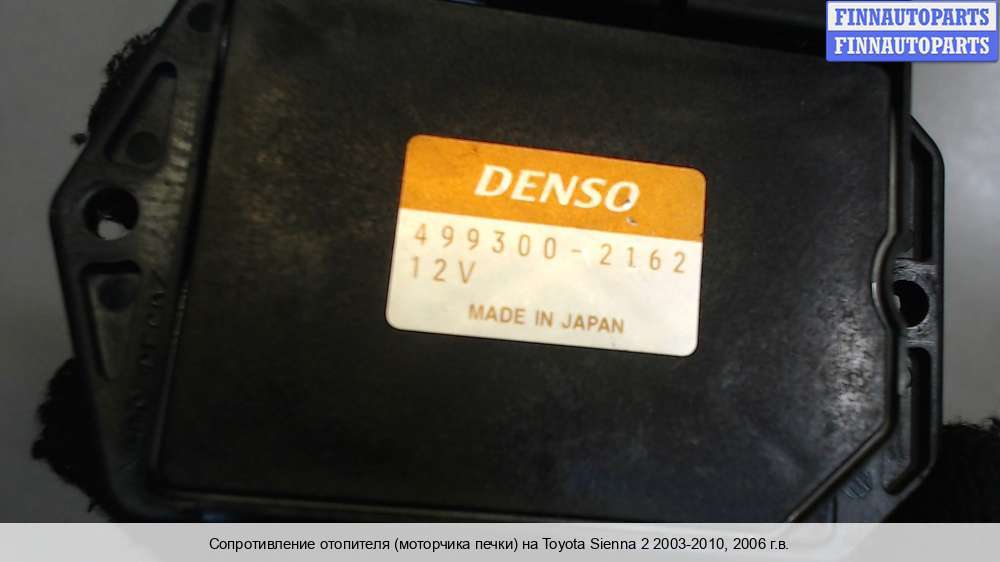 FINNAUTOPARTS
FINNAUTOPARTS
DENSO
499300-2162
12V
MADE IN JAPAN
Сопротивление отопителя (моторчика печки) на Toyota Sienna 2 2003-2010, 2006 г.в.